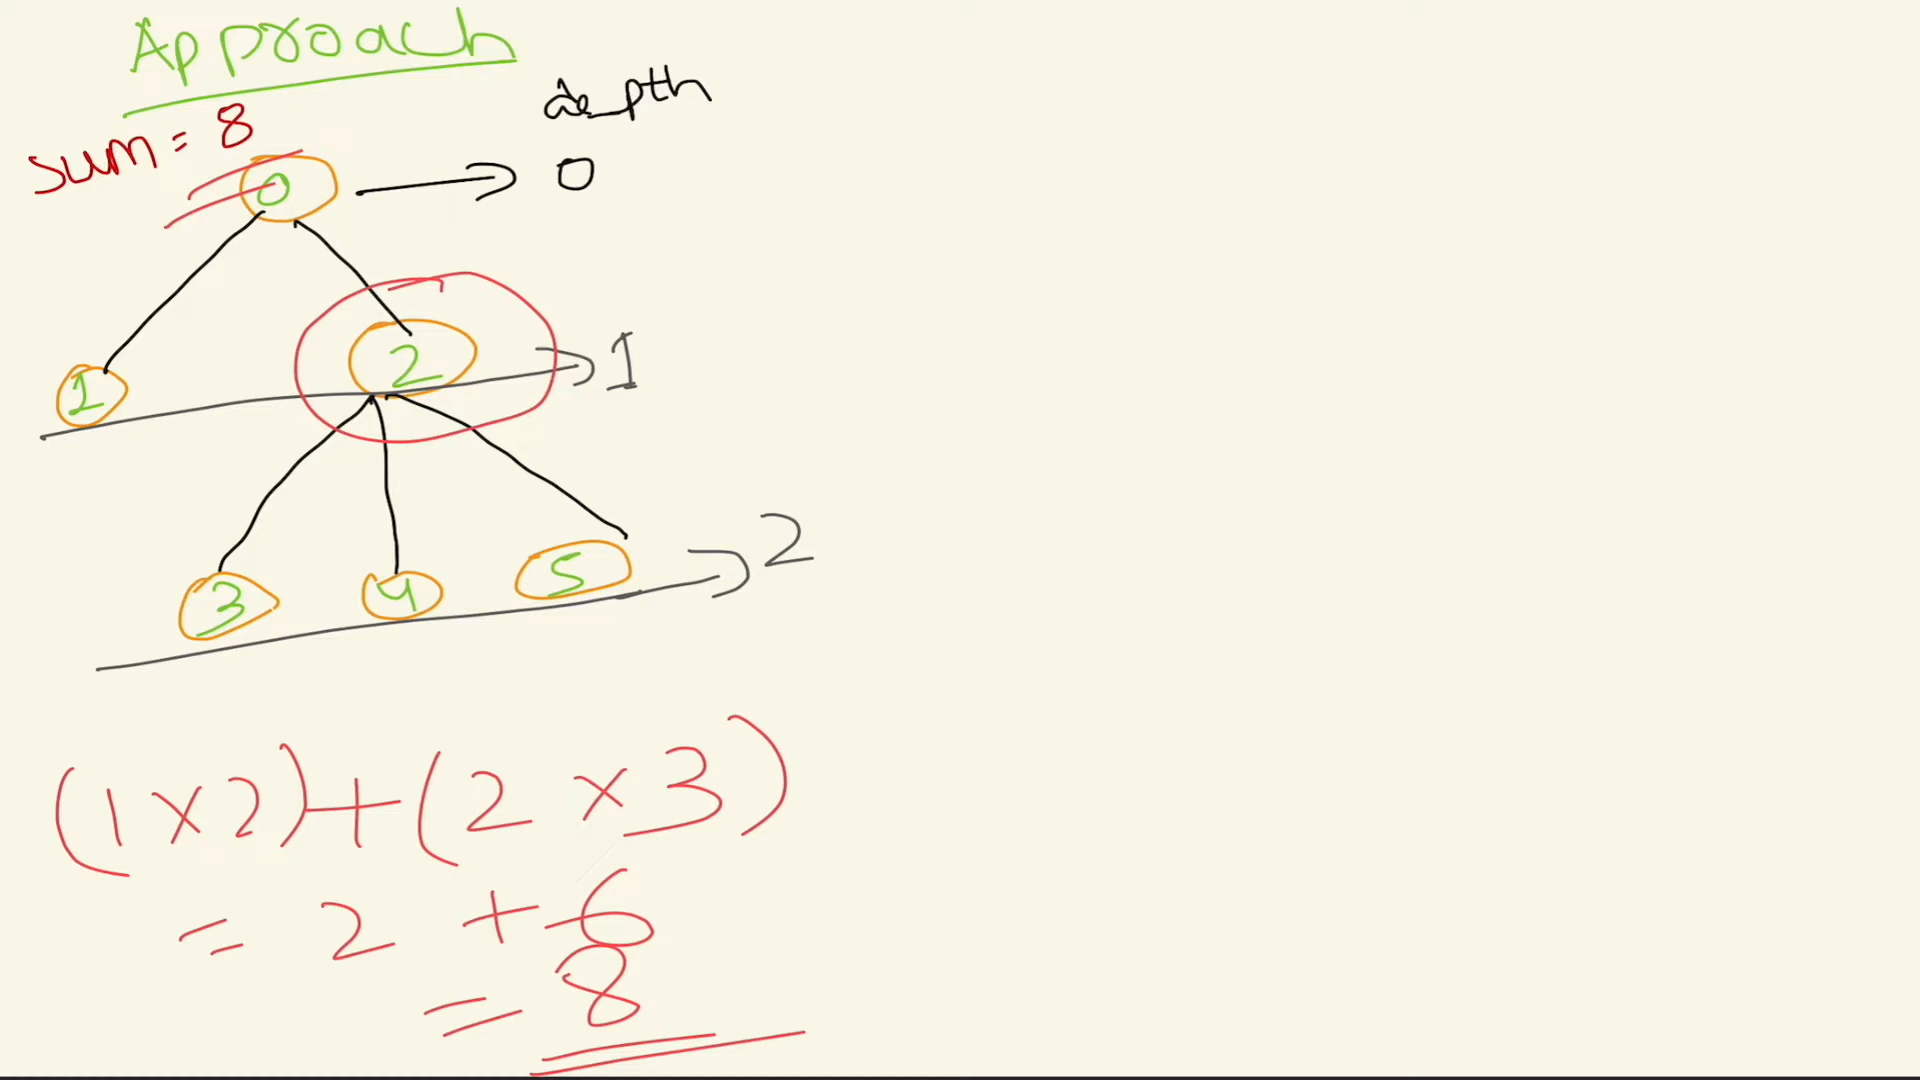 Approach
depth
sum = 8
0 → 0
1 2 → 1
3 4 5 → 2
(1 x 2) + (2 x 3)
= 2 + 6
= 8